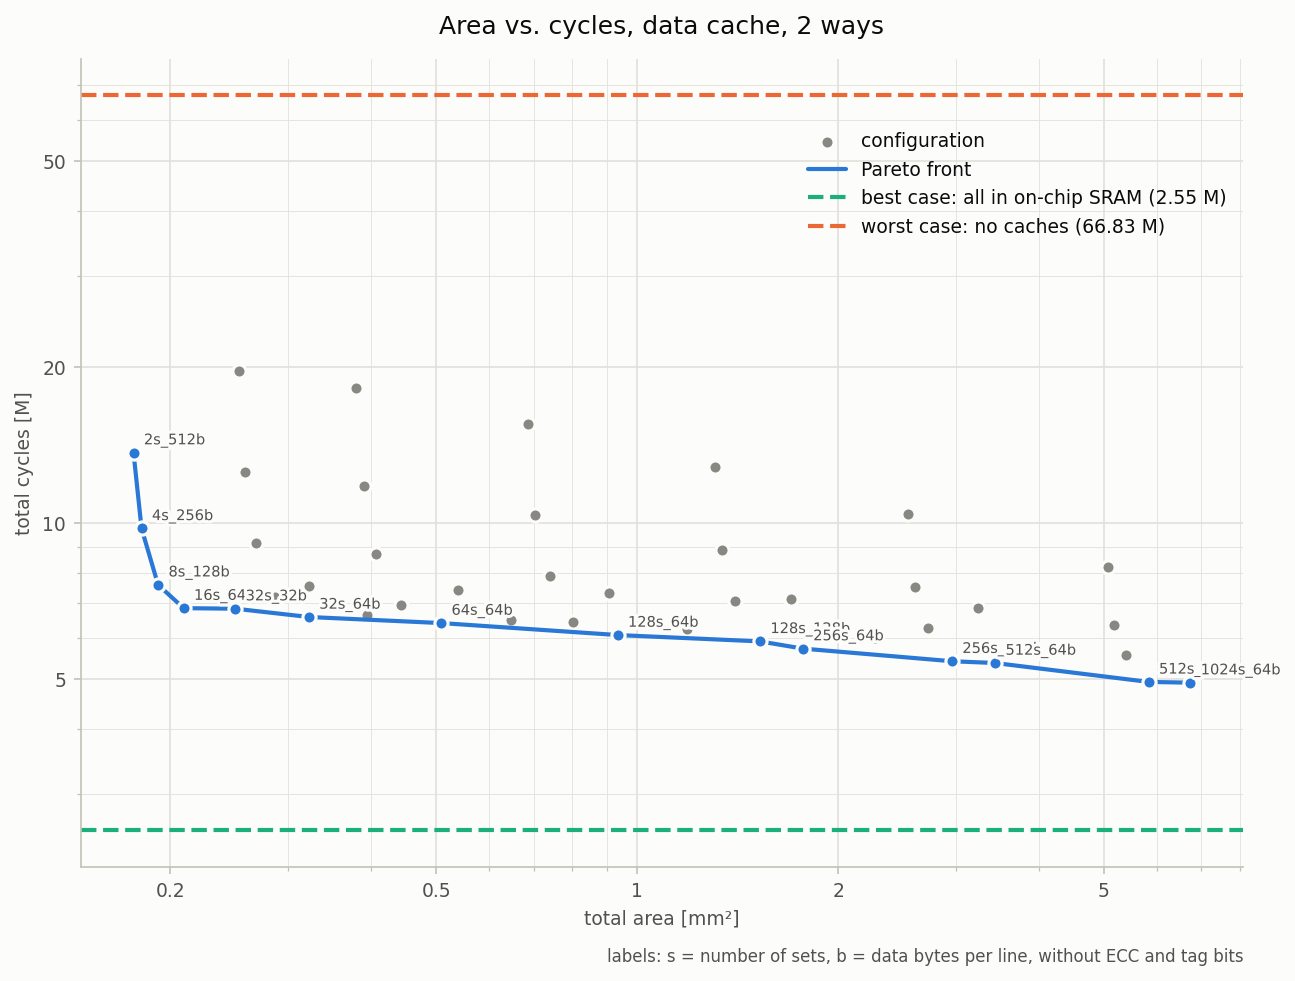 Area vs. cycles, data cache, 2 ways
configuration
Pareto front
best case: all in on-chip SRAM (2.55 M)
worst case: no caches (66.83 M)
50
20
10
5
total cycles [M]
2s_512b
4s_256b
8s_128b
16s_64
32s_32b
32s_64b
64s_64b
128s_64b
128s_128b
256s_64b
256s_
512s_64b
512s_
1024s_64b
0.2
0.5
1
2
5
total area [mm²]
labels: s = number of sets, b = data bytes per line, without ECC and tag bits